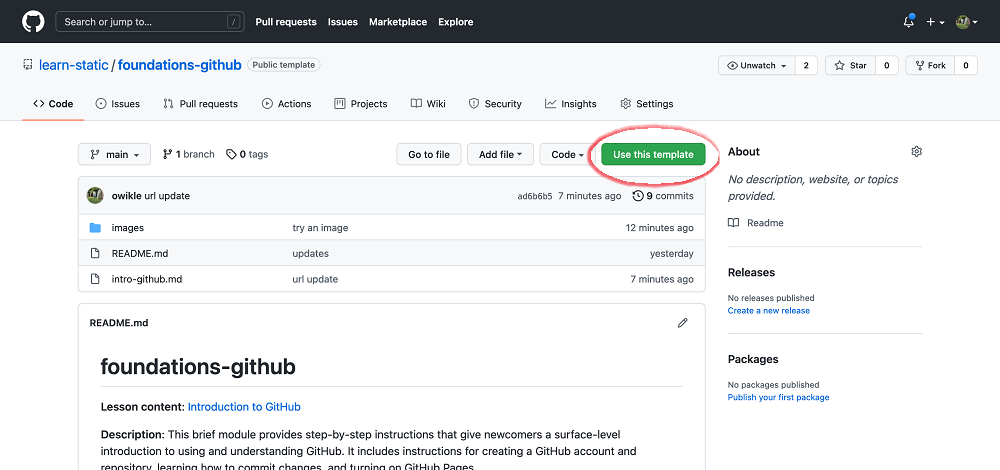 Search or jump to... /
Pull requests Issues Marketplace Explore
learn-static / foundations-github Public template
Unwatch 2 Star 0 Fork 0
Code Issues Pull requests Actions Projects Wiki Security Insights Settings
main 1 branch 0 tags Go to file Add file Code Use this template
owikle url update ad6b6b5 7 minutes ago 9 commits
images try an image 12 minutes ago
README.md updates yesterday
intro-github.md url update 7 minutes ago
README.md
foundations-github
Lesson content: Introduction to GitHub
Description: This brief module provides step-by-step instructions that give newcomers a surface-level
introduction to using and understanding GitHub. It includes instructions for creating a GitHub account and
repository, learning how to commit changes, and turning on GitHub Pages.
About
No description, website, or topics
provided.
Readme
Releases
No releases published
Create a new release
Packages
No packages published
Publish your first package